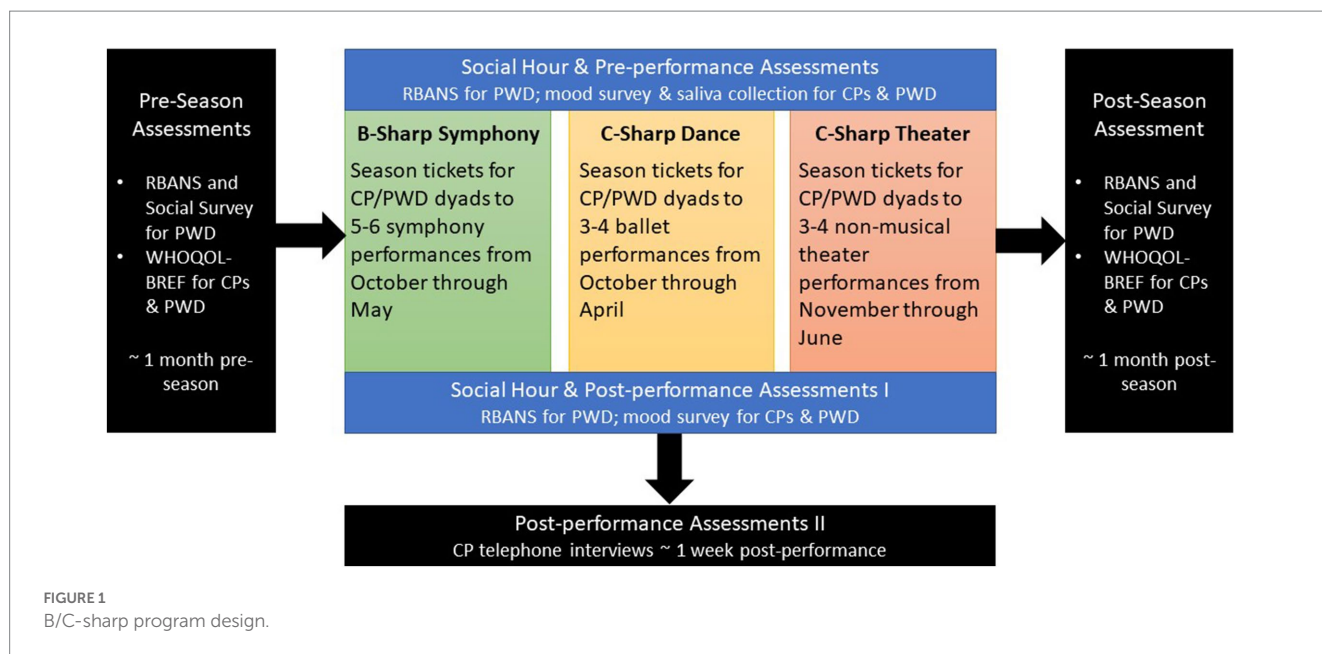 Pre-Season
Assessments
• RBANS and
Social Survey
for PWD
• WHOQOL-
BREF for CPs
& PWD
~ 1 month pre-
season
Social Hour & Pre-performance Assessments
RBANS for PWD; mood survey & saliva collection for CPs & PWD
B-Sharp Symphony
Season tickets for
CP/PWD dyads to
5-6 symphony
performances from
October through
May
C-Sharp Dance
Season tickets for
CP/PWD dyads to
3-4 ballet
performances from
October through
April
C-Sharp Theater
Season tickets for
CP/PWD dyads to
3-4 non-musical
theater
performances from
November through
June
Social Hour & Post-performance Assessments I
RBANS for PWD; mood survey for CPs & PWD
Post-performance Assessments II
CP telephone interviews ~ 1 week post-performance
Post-Season
Assessment
• RBANS and
Social Survey
for PWD
• WHOQOL-
BREF for CPs
& PWD
~ 1 month post-
season
FIGURE 1
B/C-sharp program design.